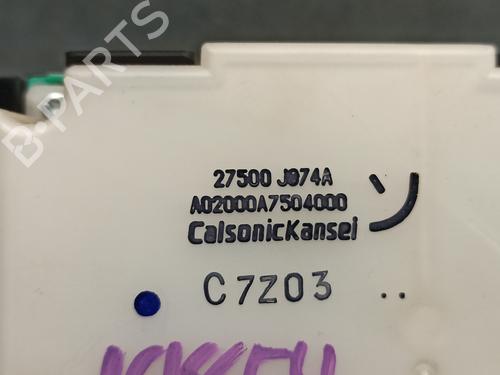 B-PARTS
27500 J074A
A02000A7504000
CalsonicKansei
C7Z03 ..